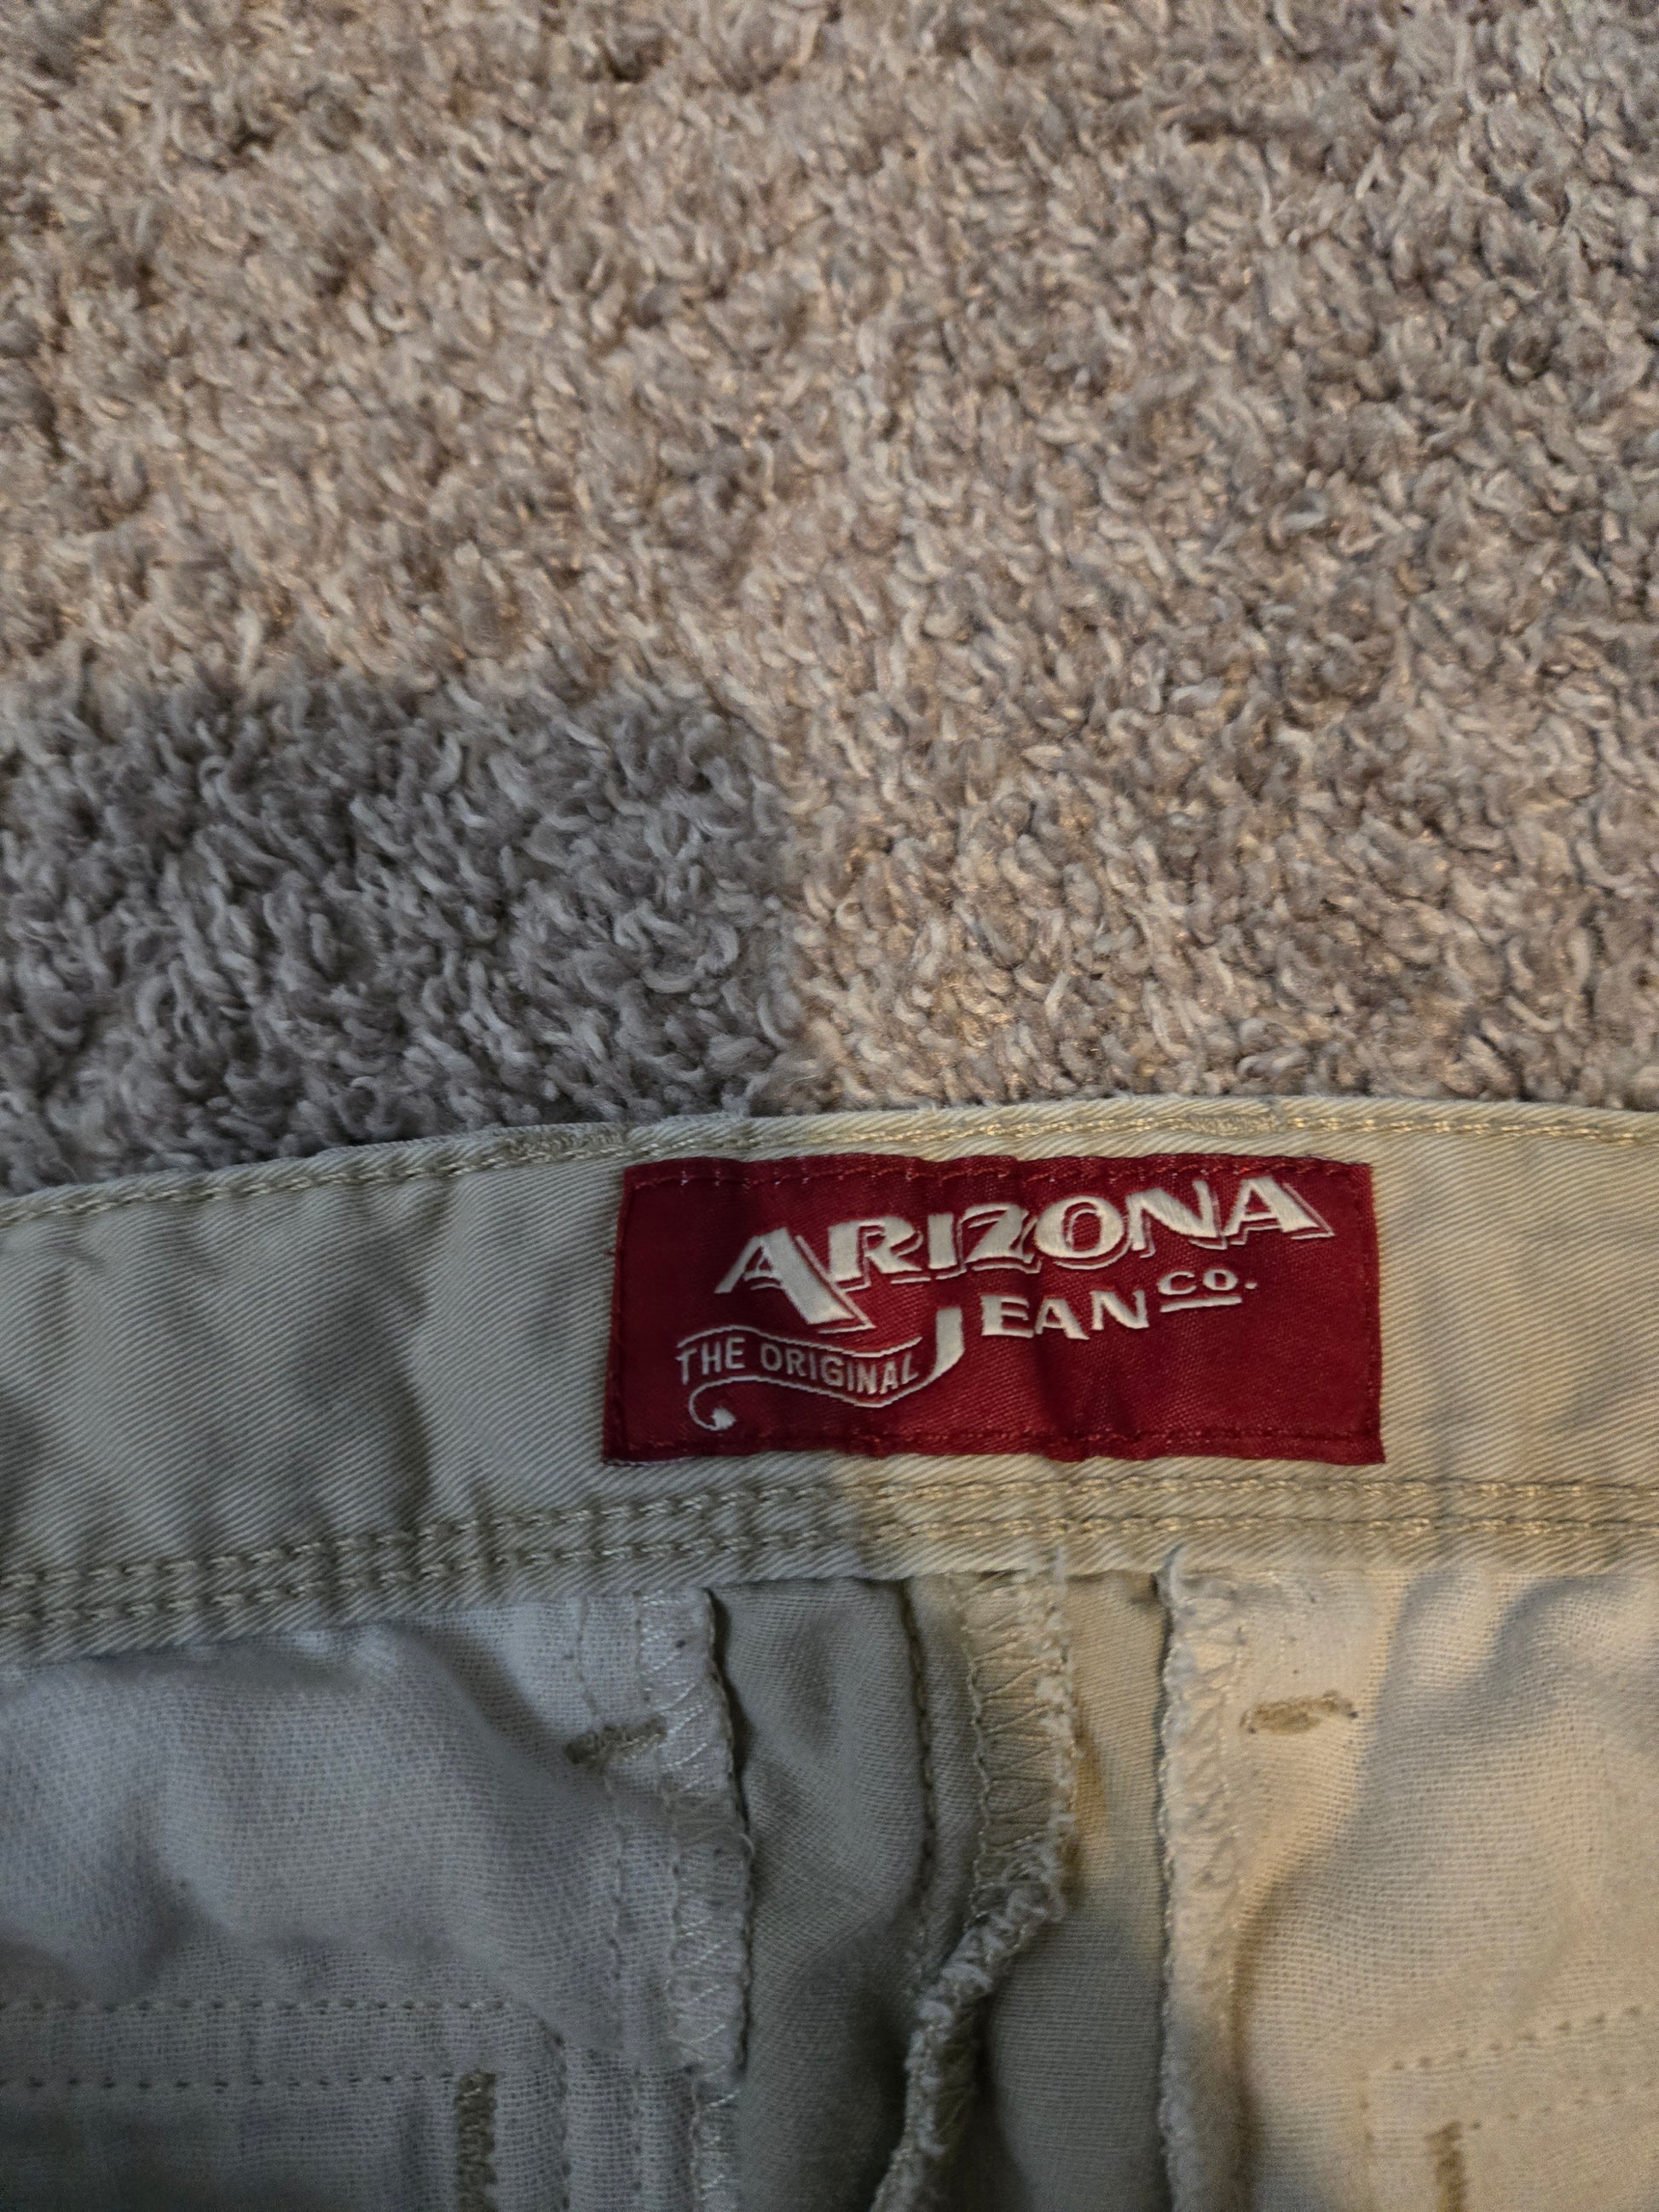 ARIZONA
JEAN CO.
THE ORIGINAL